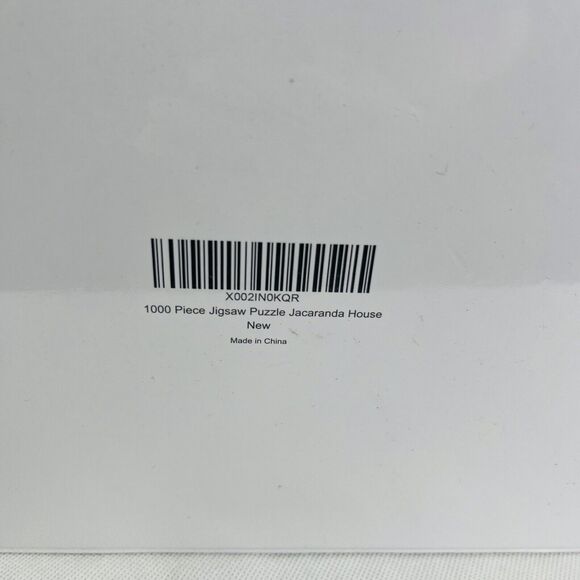 X002IN0KQR
1000 Piece Jigsaw Puzzle Jacaranda House
New
Made in China